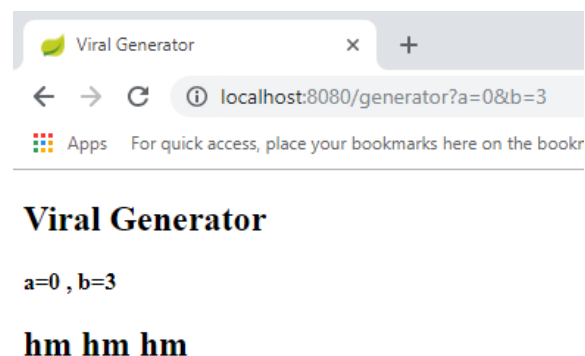 Viral Generator
localhost:8080/generator?a=0&b=3
Apps For quick access, place your bookmarks here on the
Viral Generator
a=0 , b=3
hm hm hm